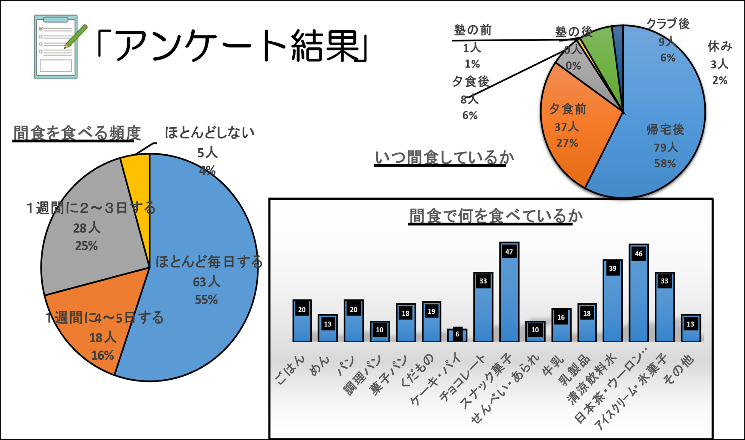 「アンケート結果」
間食を食べる頻度
ほとんどしない
5人
4%
1週間に2～3日する
28人
25%
ほとんど毎日する
63人
55%
1週間に4～5日する
18人
16%
いつ間食しているか
塾の前
1人
1%
塾の後
0人
0%
クラブ後
9人
6%
休み
3人
2%
夕食後
8人
6%
夕食前
37人
27%
帰宅後
79人
58%
間食で何を食べているか
20
13
20
10
18
19
6
33
47
10
16
18
39
46
33
13
ごはん
めん
パン
調理パン
菓子パン
くだもの
ケーキ・パイ
チョコレート
スナック菓子
せんべい・あられ
牛乳
乳製品
清涼飲料水
日本茶・ウーロン…
アイスクリーム・氷菓子
その他